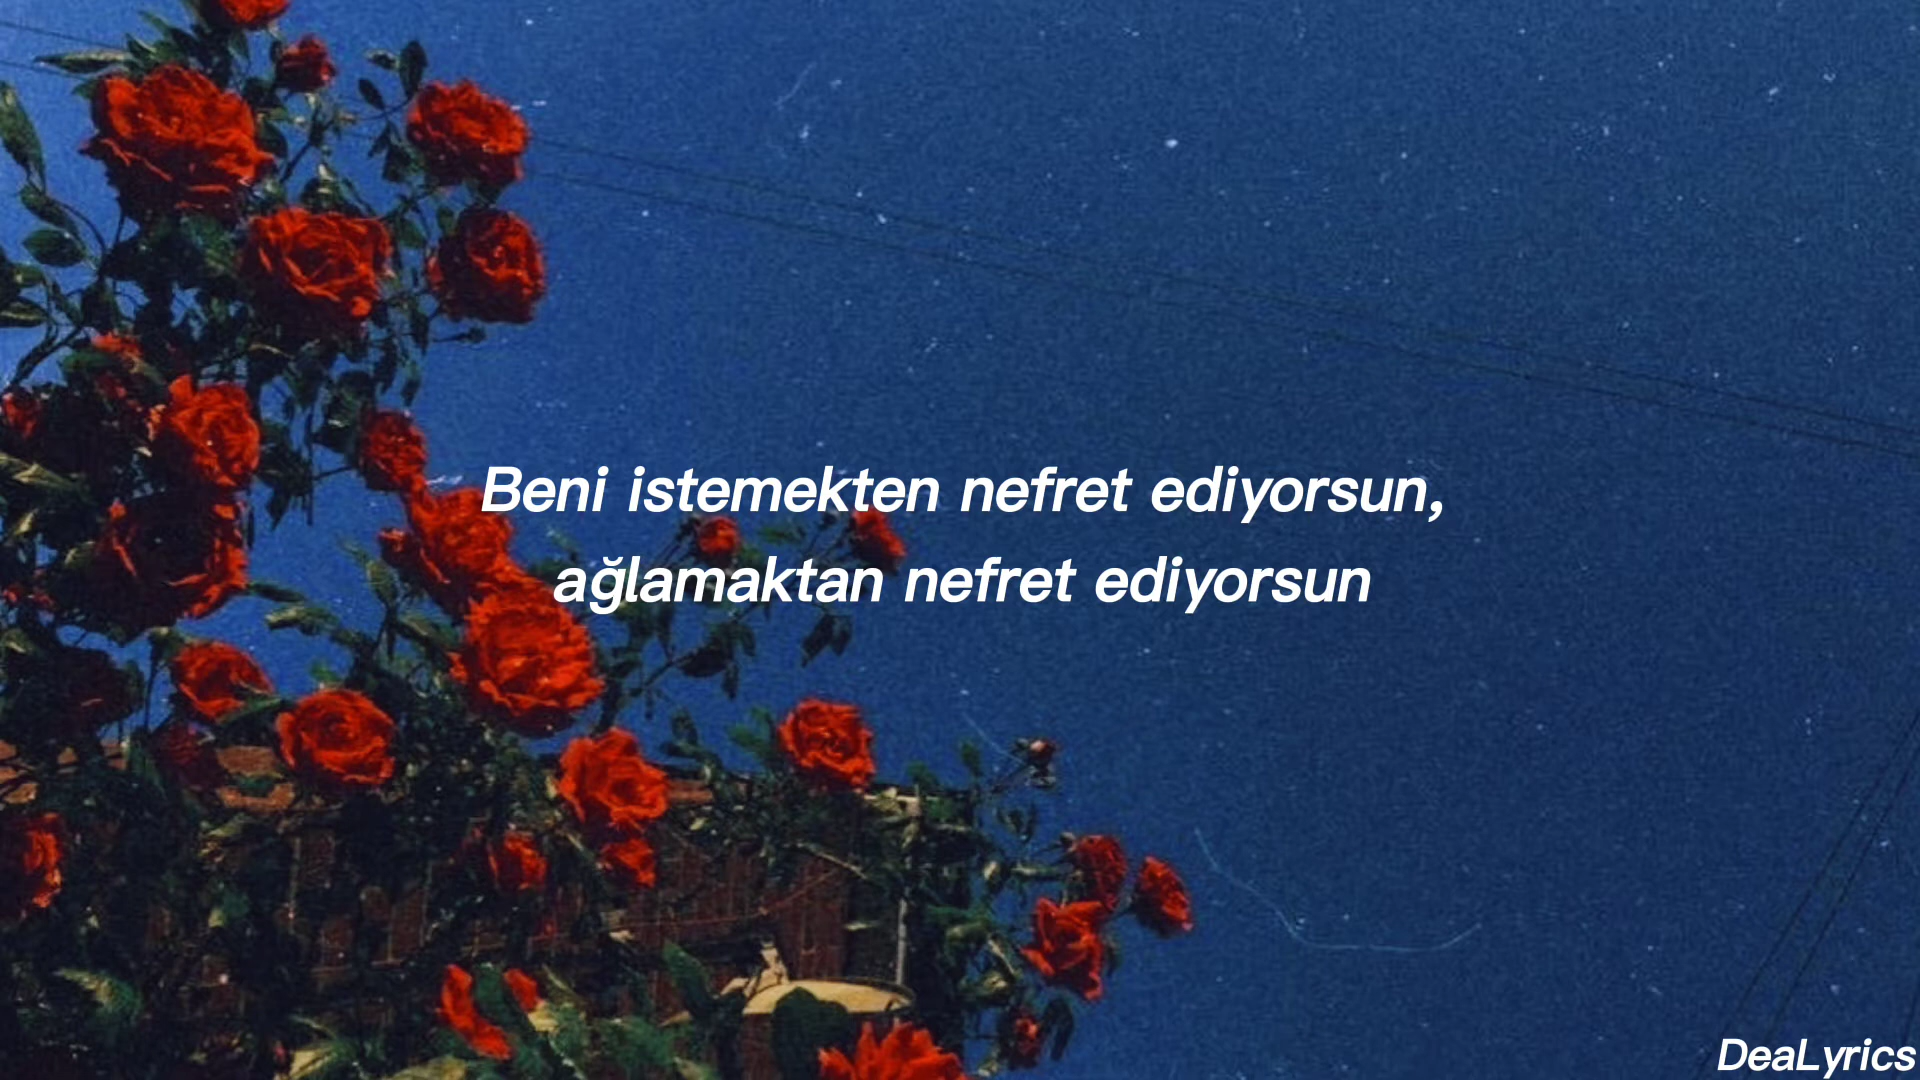 Beni istemekten nefret ediyorsun,
ağlamaktan nefret ediyorsun
DeaLyrics